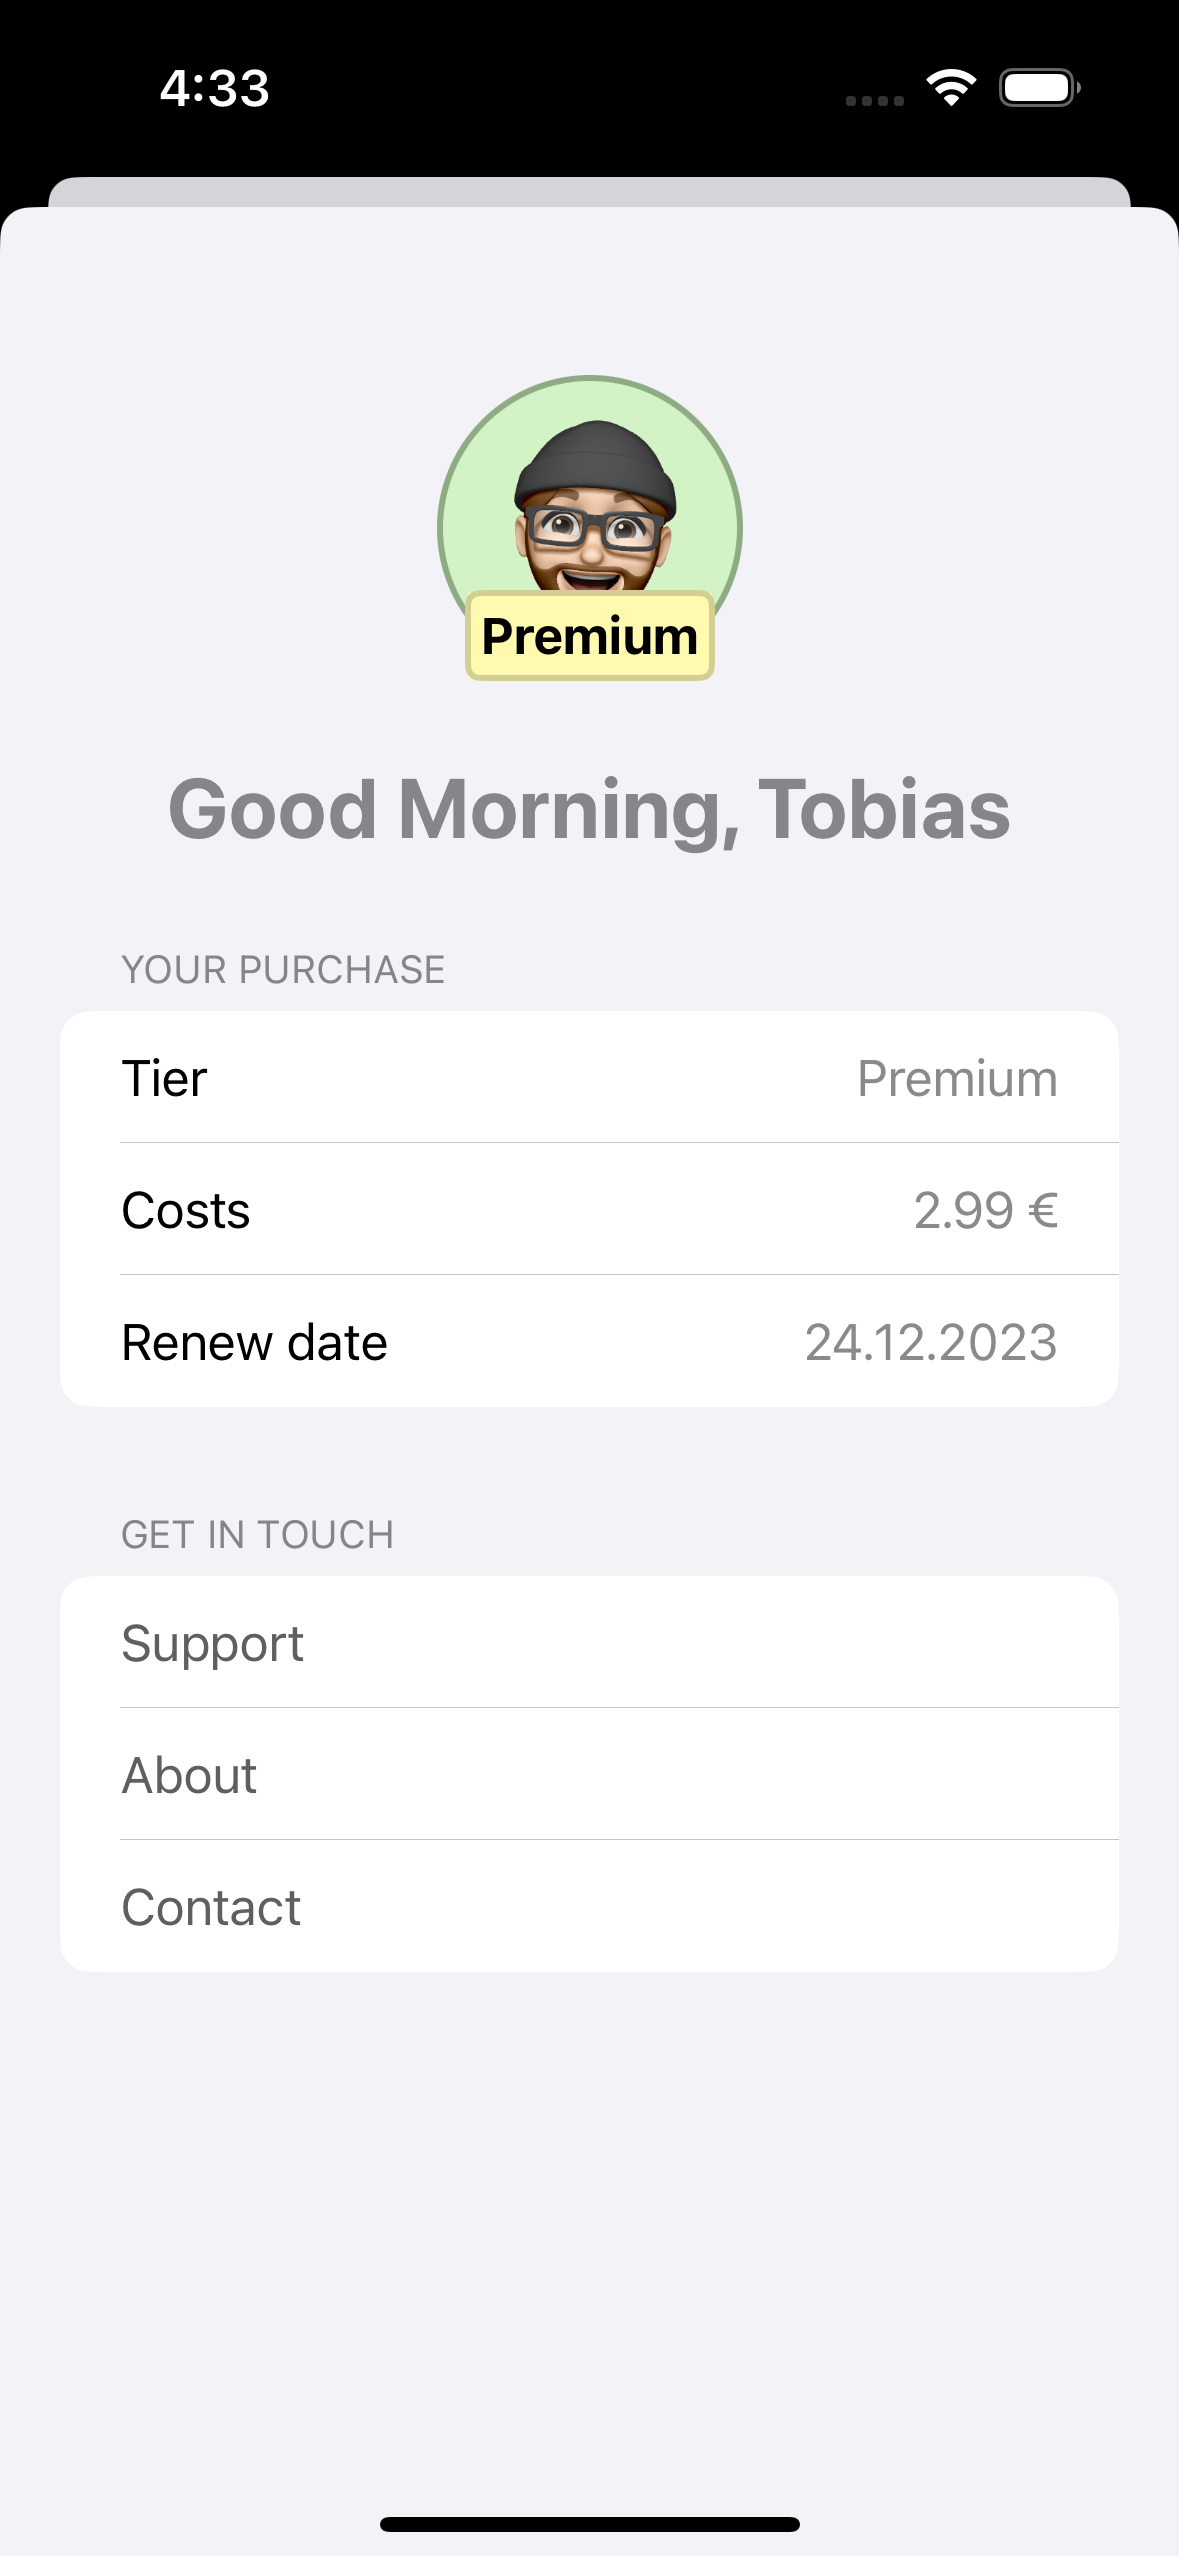 4:33
Premium
Good Morning, Tobias
YOUR PURCHASE
Tier Premium
Costs 2.99 €
Renew date 24.12.2023
GET IN TOUCH
Support
About
Contact